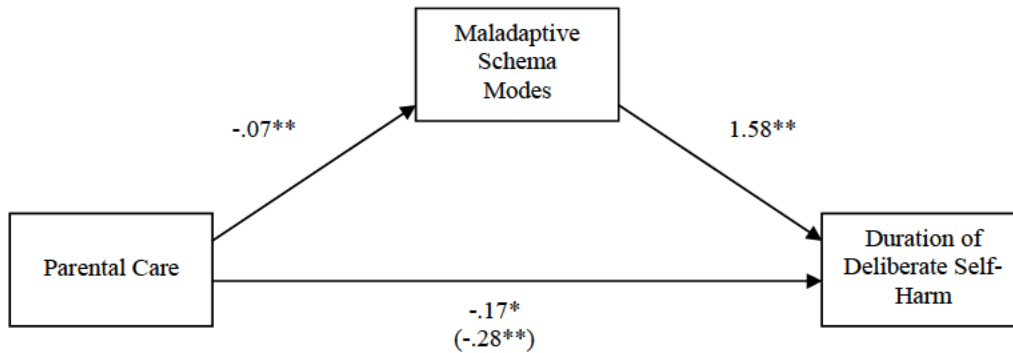 Maladaptive
Schema
Modes
-.07**
1.58**
Parental Care
Duration of
Deliberate Self-
Harm
-.17*
(-.28**)